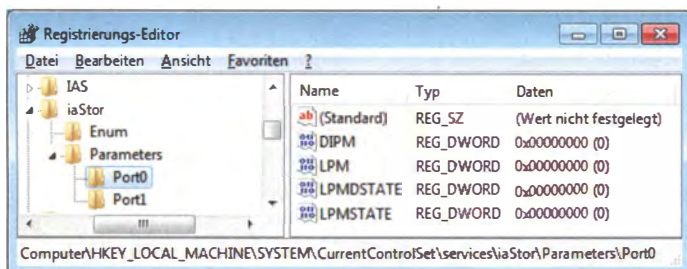 Registrierungs-Editor
Datei Bearbeiten Ansicht Favoriten ?
IAS
iaStor
Enum
Parameters
Port0
Port1
Name Typ Daten
(Standard) REG_SZ (Wert nicht festgelegt)
DIPM REG_DWORD 0x00000000 (0)
LPM REG_DWORD 0x00000000 (0)
LPMDSTATE REG_DWORD 0x00000000 (0)
LPMSTATE REG_DWORD 0x00000000 (0)
Computer\HKEY_LOCAL_MACHINE\SYSTEM\CurrentControlSet\services\iaStor\Parameters\Port0